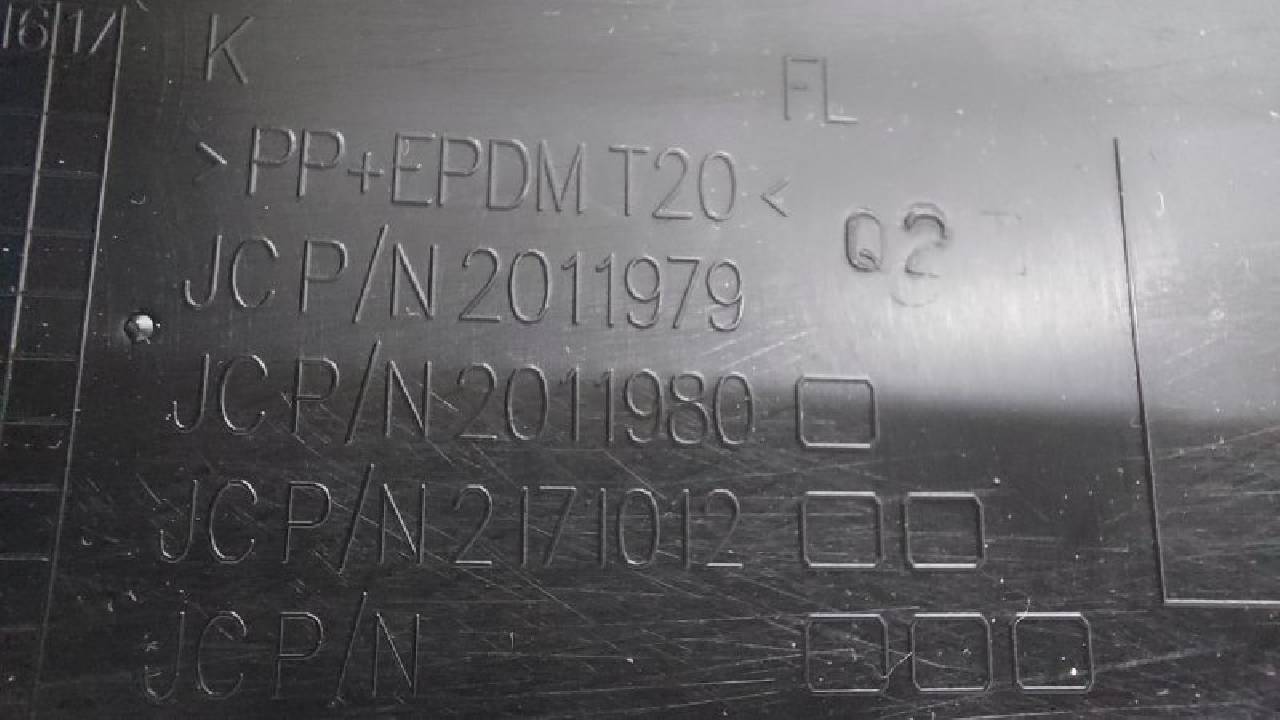 16 17
K
FL
>PP+EPDM T20<
Q2
JC P/N 2011979
JC P/N 2011980
JC P/N 2171012
JC P/N